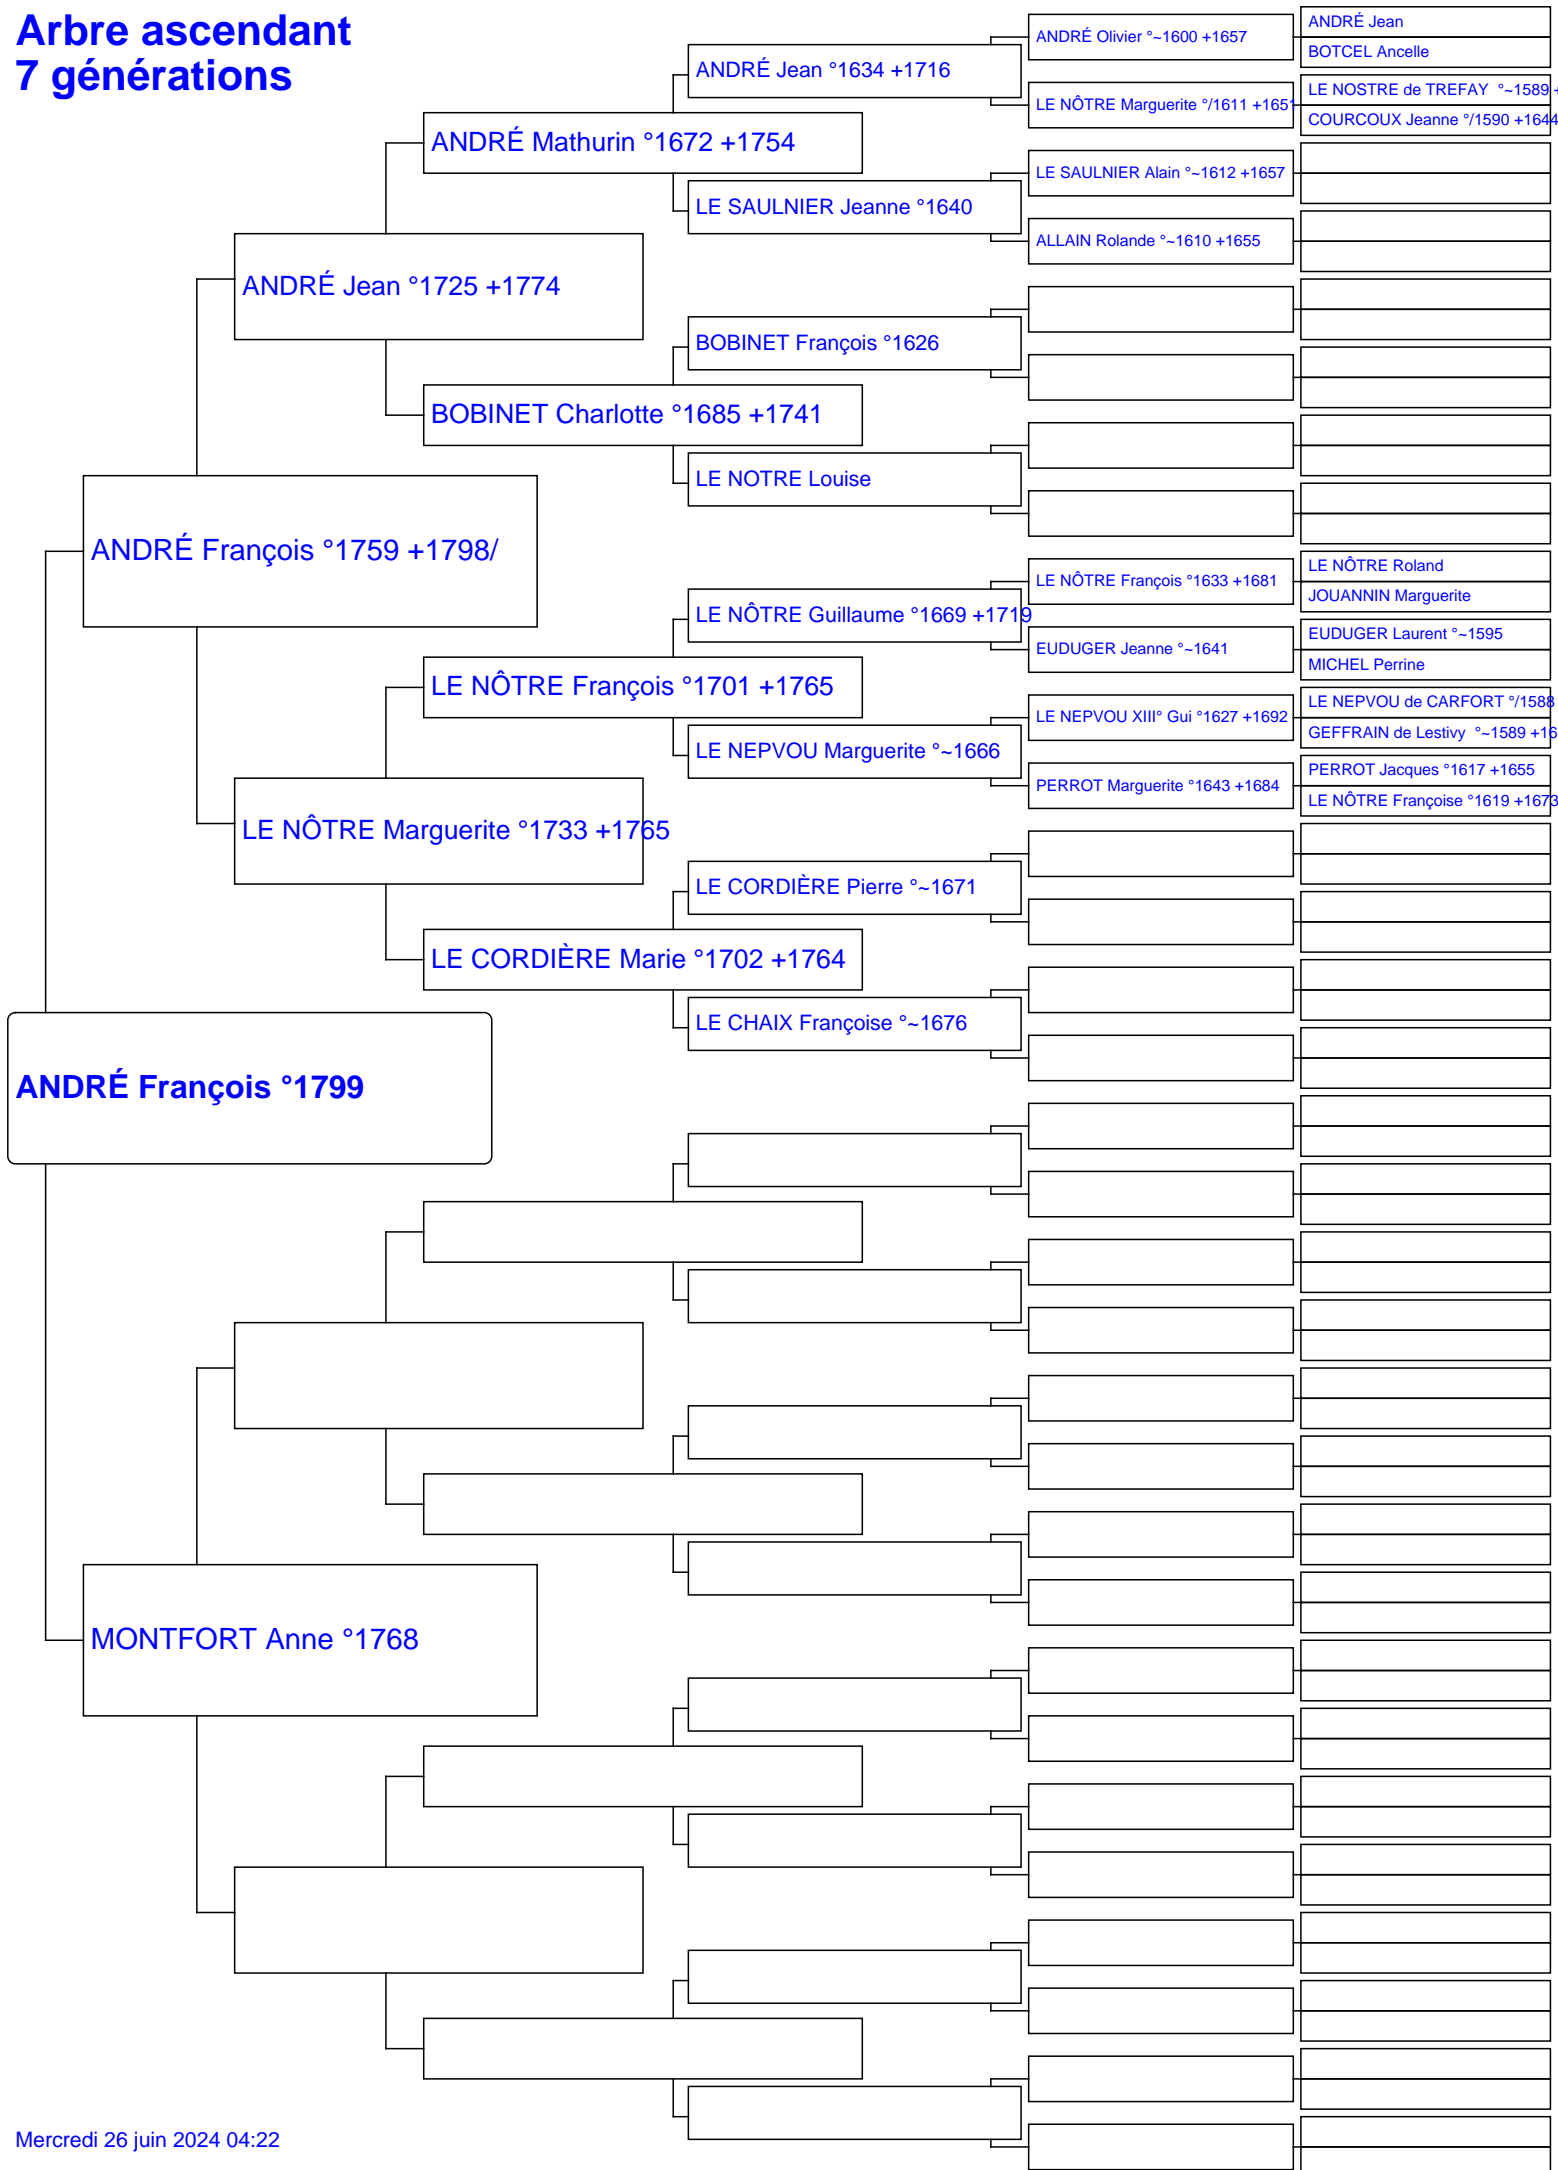 Arbre ascendant
7 générations
ANDRÉ François °1799
ANDRÉ François °1759 +1798/
MONTFORT Anne °1768
ANDRÉ Jean °1725 +1774
LE NÔTRE Marguerite °1733 +1765
ANDRÉ Mathurin °1672 +1754
BOBINET Charlotte °1685 +1741
LE NÔTRE François °1701 +1765
LE CORDIÈRE Marie °1702 +1764
ANDRÉ Jean °1634 +1716
LE SAULNIER Jeanne °1640
BOBINET François °1626
LE NOTRE Louise
LE NÔTRE Guillaume °1669 +1719
LE NEPVOU Marguerite °~1666
LE CORDIÈRE Pierre °~1671
LE CHAIX Françoise °~1676
ANDRÉ Olivier °~1600 +1657
LE NÔTRE Marguerite °/1611 +1651
LE SAULNIER Alain °~1612 +1657
ALLAIN Rolande °~1610 +1655
LE NÔTRE François °1633 +1681
EUDUGER Jeanne °~1641
LE NEPVOU XIII° Gui °1627 +1692
PERROT Marguerite °1643 +1684
ANDRÉ Jean
BOTCEL Ancelle
LE NOSTRE de TREFAY °~1589 +
COURCOUX Jeanne °/1590 +1644
LE NÔTRE Roland
JOUANNIN Marguerite
EUDUGER Laurent °~1595
MICHEL Perrine
LE NEPVOU de CARFORT °/1588
GEFFRAIN de Lestivy °~1589 +16
PERROT Jacques °1617 +1655
LE NÔTRE Françoise °1619 +1673
Mercredi 26 juin 2024 04:22